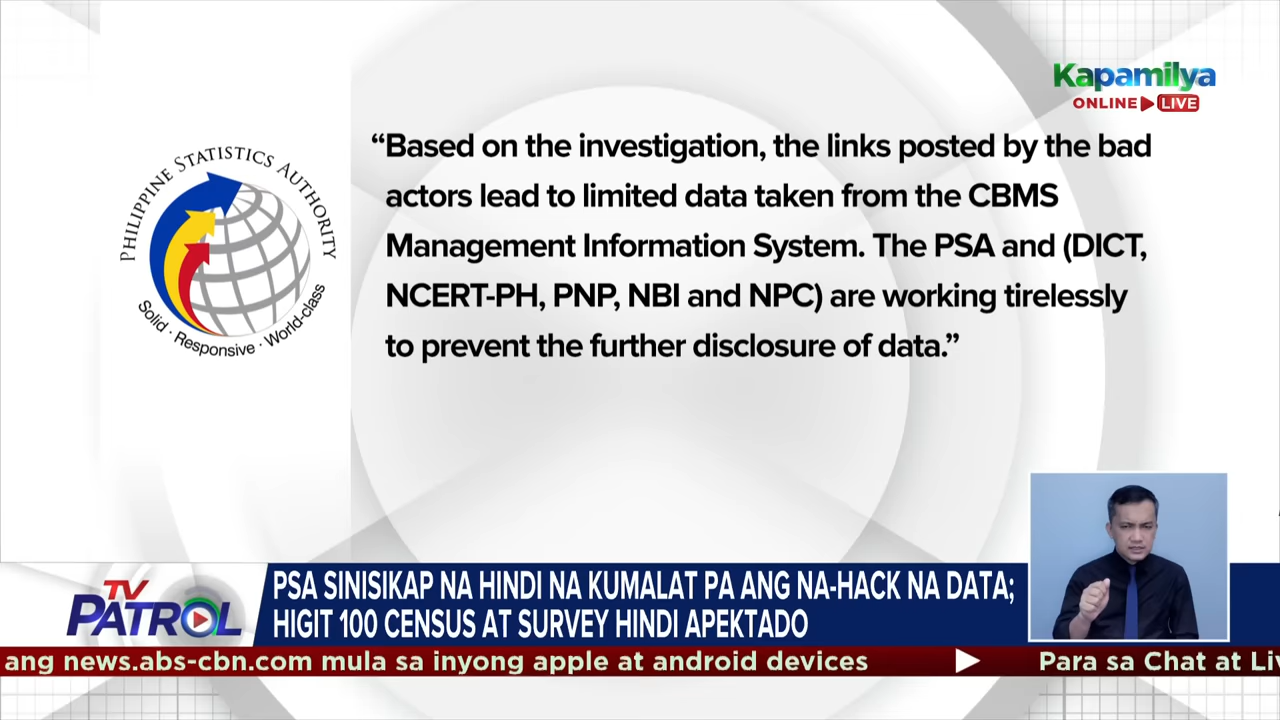 Kapamilya
ONLINE LIVE
PHILIPPINE STATISTICS AUTHORITY
Solid · Responsive · World-class
“Based on the investigation, the links posted by the bad
actors lead to limited data taken from the CBMS
Management Information System. The PSA and (DICT,
NCERT-PH, PNP, NBI and NPC) are working tirelessly
to prevent the further disclosure of data.”
TV
PATROL
PSA SINISIKAP NA HINDI NA KUMALAT PA ANG NA-HACK NA DATA;
HIGIT 100 CENSUS AT SURVEY HINDI APEKTADO
ang news.abs-cbn.com mula sa inyong apple at android devices
Para sa Chat at Liv